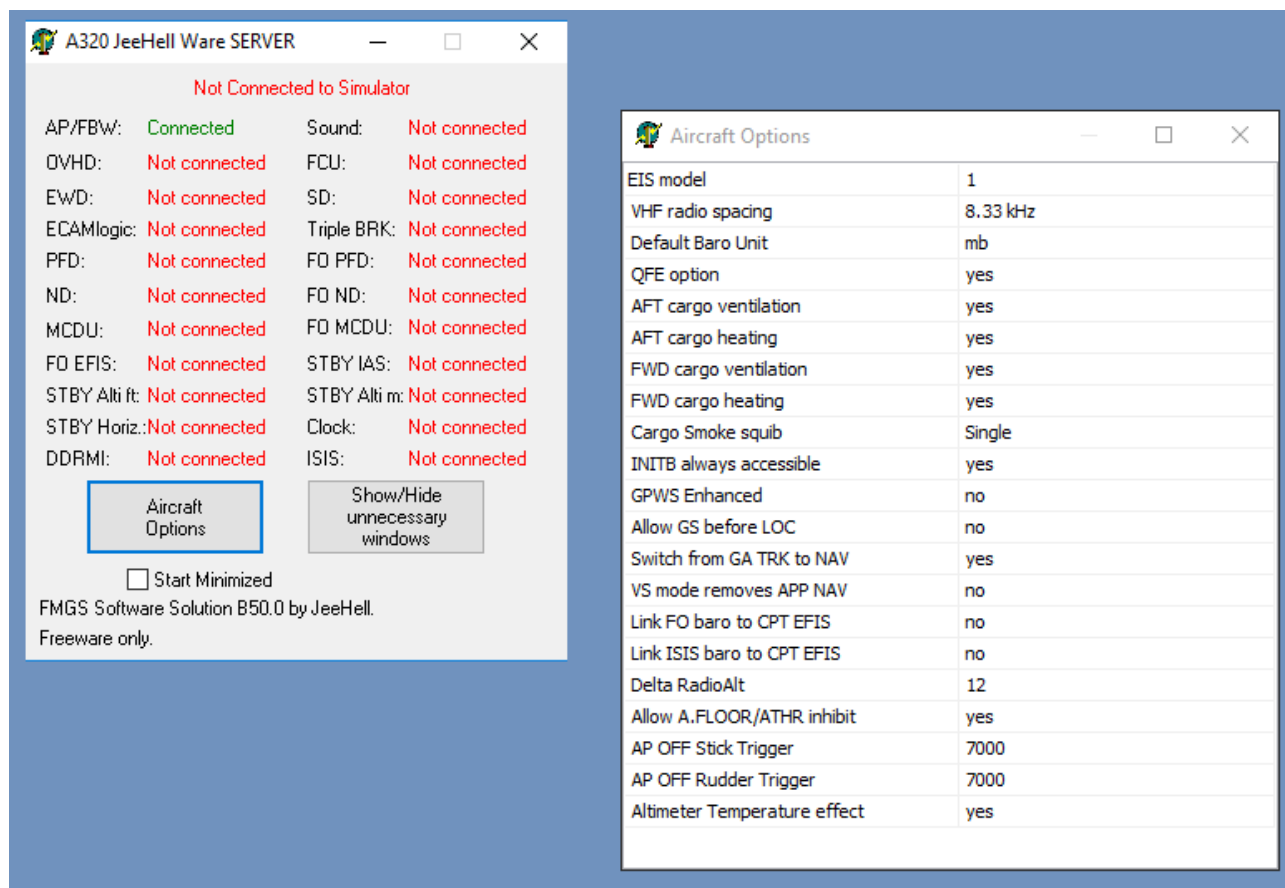 A320 JeeHell Ware SERVER
Not Connected to Simulator
AP/FBW: Connected Sound: Not connected
OVHD: Not connected FCU: Not connected
EWD: Not connected SD: Not connected
ECAMlogic: Not connected Triple BRK: Not connected
PFD: Not connected FO PFD: Not connected
ND: Not connected FO ND: Not connected
MCDU: Not connected FO MCDU: Not connected
FO EFIS: Not connected STBY IAS: Not connected
STBY Alti ft: Not connected STBY Alti m: Not connected
STBY Horiz.: Not connected Clock: Not connected
DDRMI: Not connected ISIS: Not connected
Aircraft
Options
Show/Hide
unnecessary
windows
Start Minimized
FMGS Software Solution B50.0 by JeeHell.
Freeware only.
Aircraft Options
EIS model 1
VHF radio spacing 8.33 kHz
Default Baro Unit mb
QFE option yes
AFT cargo ventilation yes
AFT cargo heating yes
FWD cargo ventilation yes
FWD cargo heating yes
Cargo Smoke squib Single
INITB always accessible yes
GPWS Enhanced no
Allow GS before LOC no
Switch from GA TRK to NAV yes
VS mode removes APP NAV no
Link FO baro to CPT EFIS no
Link ISIS baro to CPT EFIS no
Delta RadioAlt 12
Allow A.FLOOR/ATHR inhibit yes
AP OFF Stick Trigger 7000
AP OFF Rudder Trigger 7000
Altimeter Temperature effect yes